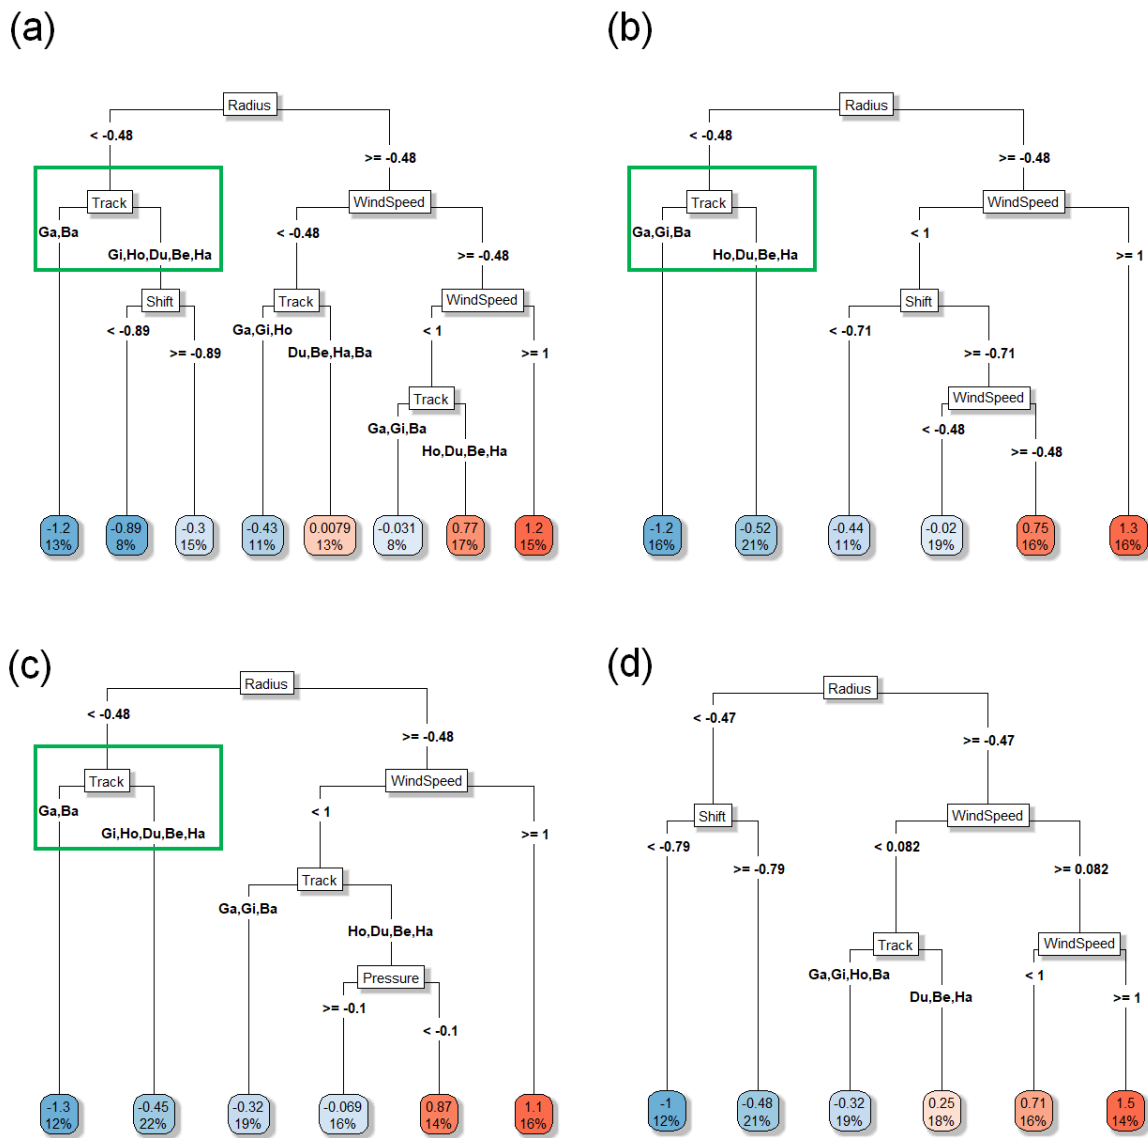 (a)
Radius
< -0.48
>= -0.48
Track
WindSpeed
Ga,Ba
Gi,Ho,Du,Be,Ha
< -0.48
>= -0.48
Shift
Track
WindSpeed
< -0.89
>= -0.89
Ga,Gi,Ho
Du,Be,Ha,Ba
< 1
>= 1
Track
Ga,Gi,Ba
Ho,Du,Be,Ha
-1.2
13%
-0.89
8%
-0.3
15%
-0.43
11%
0.0079
13%
-0.031
8%
0.77
17%
1.2
15%
(b)
Radius
< -0.48
>= -0.48
Track
WindSpeed
Ga,Gi,Ba
Ho,Du,Be,Ha
< 1
>= 1
Shift
< -0.71
>= -0.71
WindSpeed
< -0.48
>= -0.48
-1.2
16%
-0.52
21%
-0.44
11%
-0.02
19%
0.75
16%
1.3
16%
(c)
Radius
< -0.48
>= -0.48
Track
WindSpeed
Ga,Ba
Gi,Ho,Du,Be,Ha
< 1
>= 1
Track
Ga,Gi,Ba
Ho,Du,Be,Ha
Pressure
>= -0.1
< -0.1
-1.3
12%
-0.45
22%
-0.32
19%
-0.069
16%
0.87
14%
1.1
16%
(d)
Radius
< -0.47
>= -0.47
Shift
WindSpeed
< -0.79
>= -0.79
< 0.082
>= 0.082
Track
WindSpeed
Ga,Gi,Ho,Ba
Du,Be,Ha
< 1
>= 1
-1
12%
-0.48
21%
-0.32
19%
0.25
18%
0.71
16%
1.5
14%